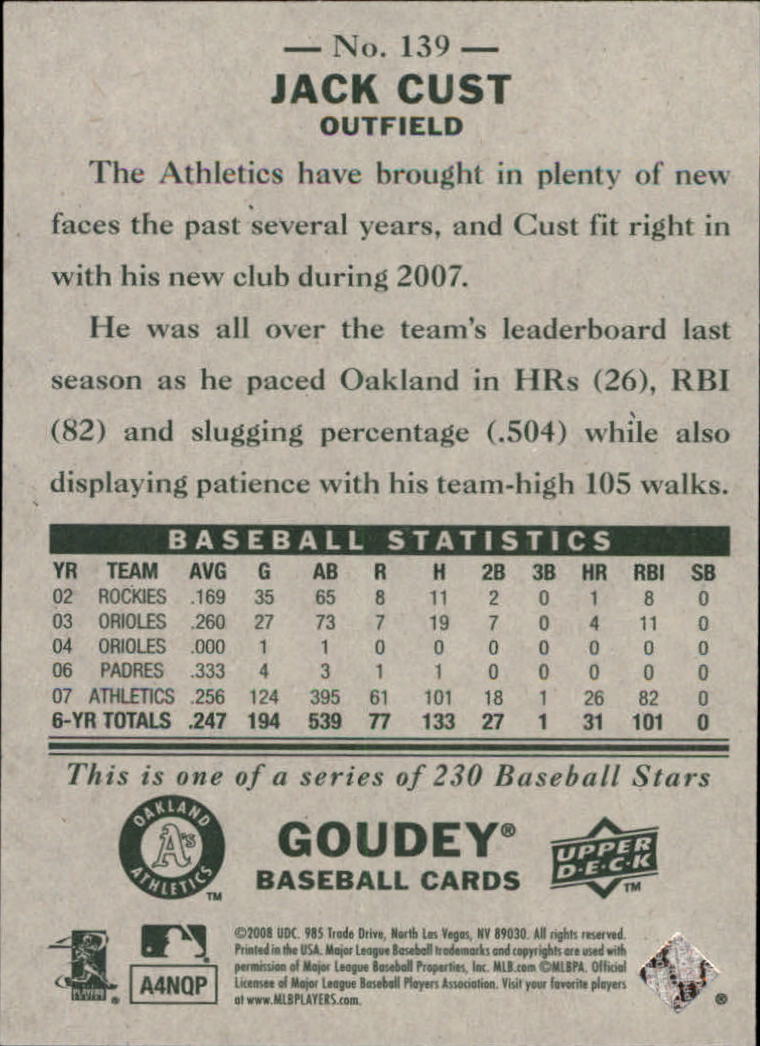 — No. 139 —
JACK CUST
OUTFIELD
The Athletics have brought in plenty of new
faces the past several years, and Cust fit right in
with his new club during 2007.
He was all over the team's leaderboard last
season as he paced Oakland in HRs (26), RBI
(82) and slugging percentage (.504) while also
displaying patience with his team-high 105 walks.
BASEBALL STATISTICS
YR TEAM AVG G AB R H 2B 3B HR RBI SB
02 ROCKIES .169 35 65 8 11 2 0 1 8 0
03 ORIOLES .260 27 73 7 19 7 0 4 11 0
04 ORIOLES .000 1 1 0 0 0 0 0 0 0
06 PADRES .333 4 3 1 1 0 0 0 0 0
07 ATHLETICS .256 124 395 61 101 18 1 26 82 0
6-YR TOTALS .247 194 539 77 133 27 1 31 101 0
This is one of a series of 230 Baseball Stars
OAKLAND A's ATHLETICS TM
GOUDEY®
BASEBALL CARDS
UPPER DECK TM
A4NQP
©2008 UDC. 985 Trade Drive, North Las Vegas, NV 89030. All rights reserved.
Printed in the USA. Major League Baseball trademarks and copyrights are used with
permission of Major League Baseball Properties, Inc. MLB.com ©MLBPA. Official
Licensee of Major League Baseball Players Association. Visit your favorite players
at www.MLBPLAYERS.com.
®